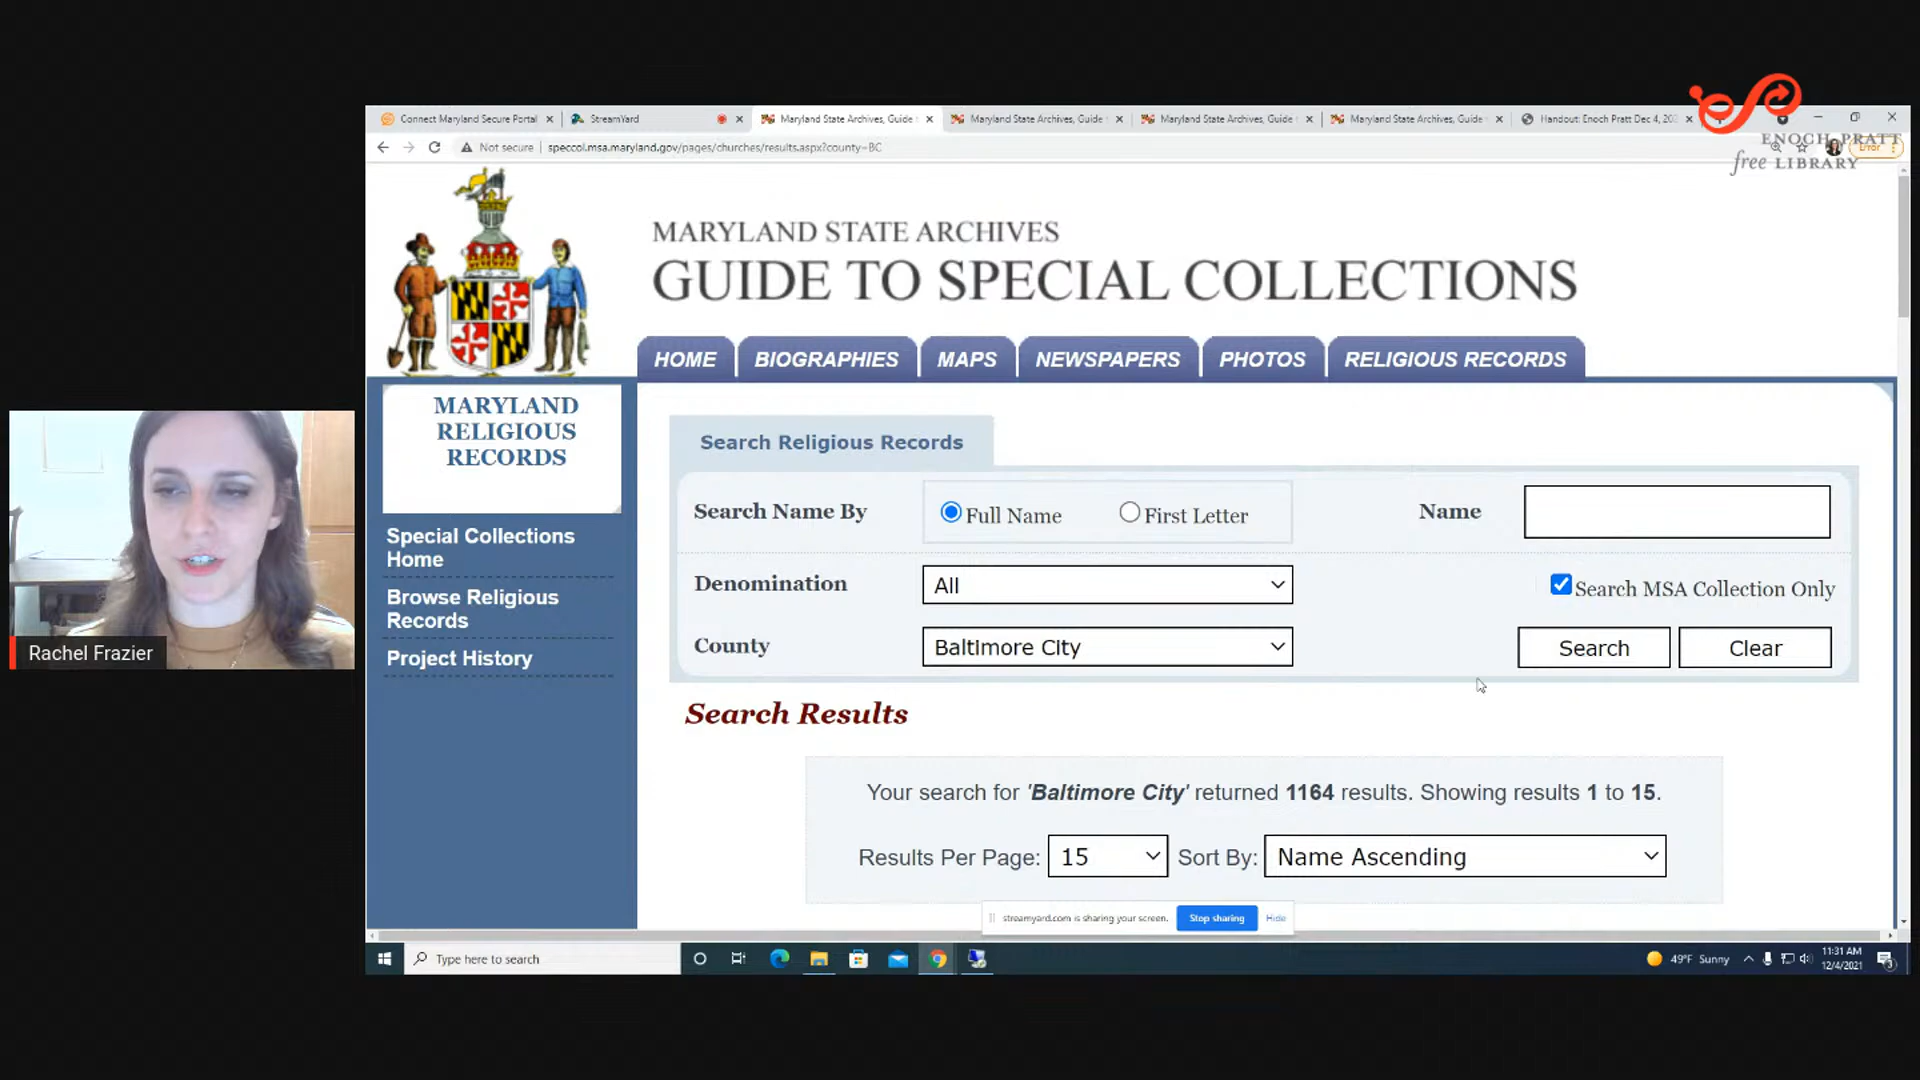 Connect Maryland Secure Portal
StreamYard
Maryland State Archives, Guide
Maryland State Archives, Guide
Maryland State Archives, Guide
Maryland State Archives, Guide
Handout: Enoch Pratt Dec 4, 202
ENOCH PRATT
free LIBRARY
Not secure
speccol.msa.maryland.gov/pages/churches/results.aspx?county=BC
Error
MARYLAND STATE ARCHIVES
GUIDE TO SPECIAL COLLECTIONS
HOME
BIOGRAPHIES
MAPS
NEWSPAPERS
PHOTOS
RELIGIOUS RECORDS
MARYLAND
RELIGIOUS
RECORDS
Special Collections
Home
Browse Religious
Records
Project History
Search Religious Records
Search Name By
Full Name
First Letter
Name
Denomination
All
Search MSA Collection Only
County
Baltimore City
Search
Clear
Search Results
Your search for 'Baltimore City' returned 1164 results. Showing results 1 to 15.
Results Per Page:
15
Sort By:
Name Ascending
streamyard.com is sharing your screen.
Stop sharing
Hide
Rachel Frazier
Type here to search
49°F Sunny
11:31 AM
12/4/2021
3